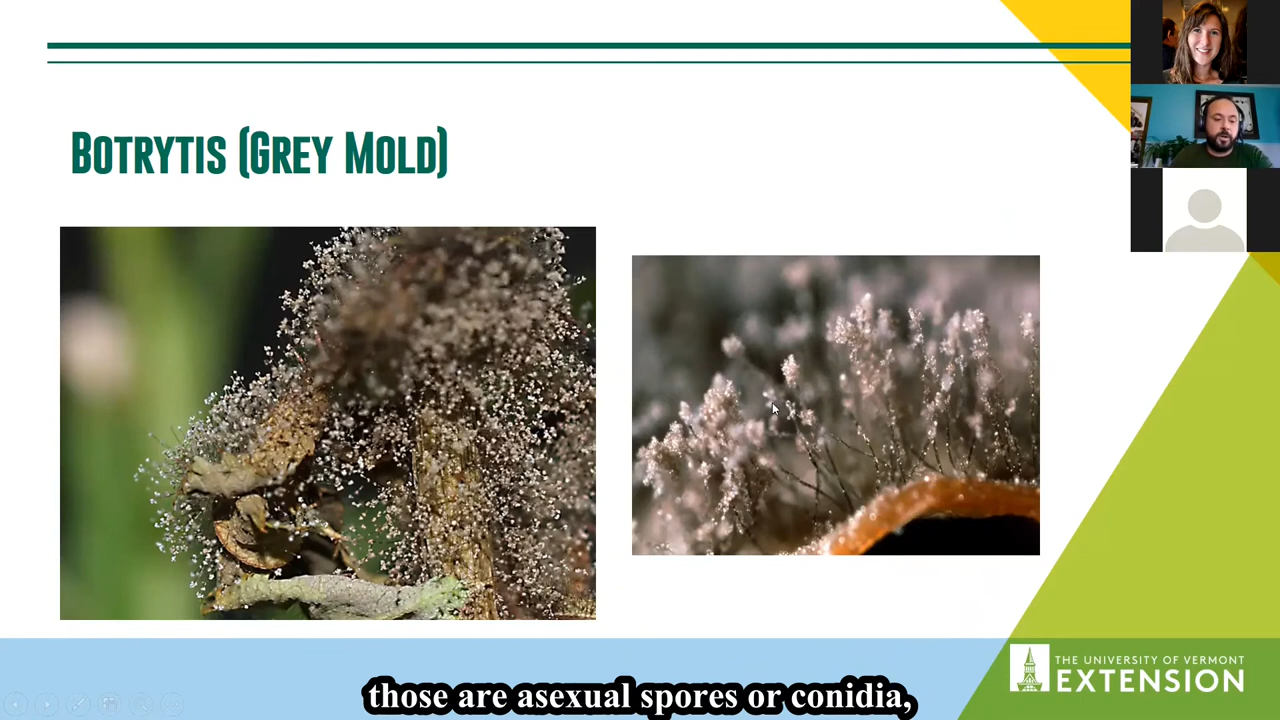 BOTRYTIS (GREY MOLD)
THE UNIVERSITY OF VERMONT
EXTENSION
those are asexual spores or conidia,